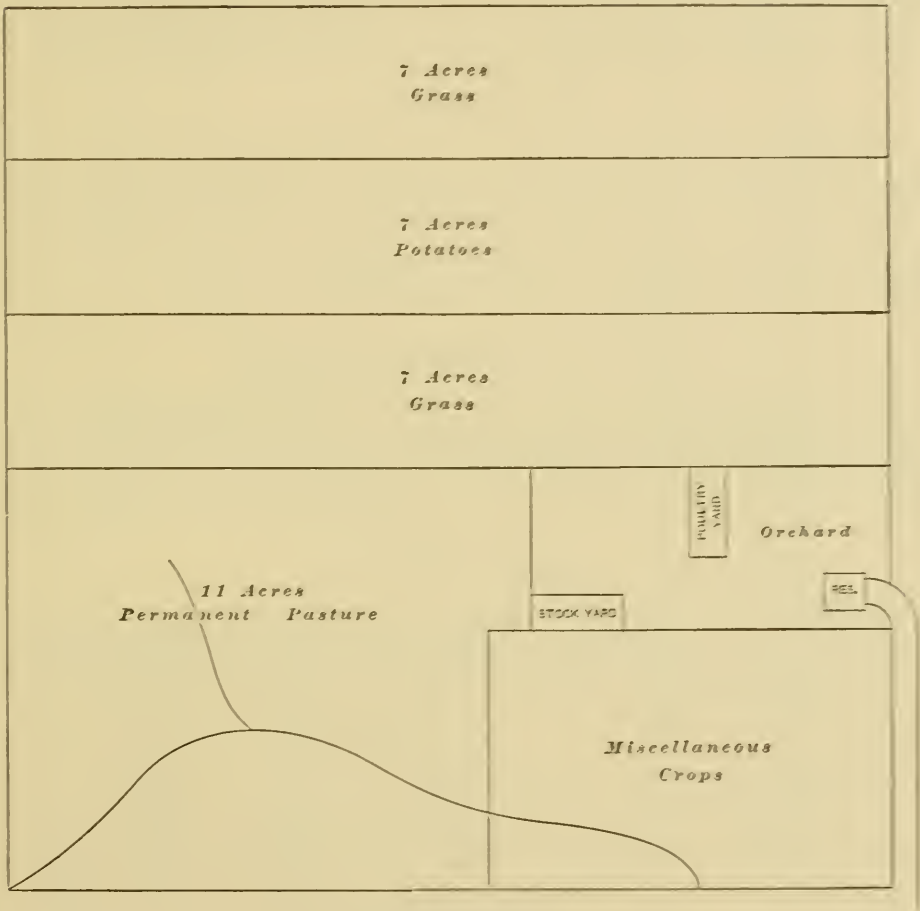 7 Acres
Grass
7 Acres
Potatoes
7 Acres
Grass
POULTRY
YARD
Orchard
11 Acres
Permanent Pasture
STOCK YARD
RES.
Miscellaneous
Crops